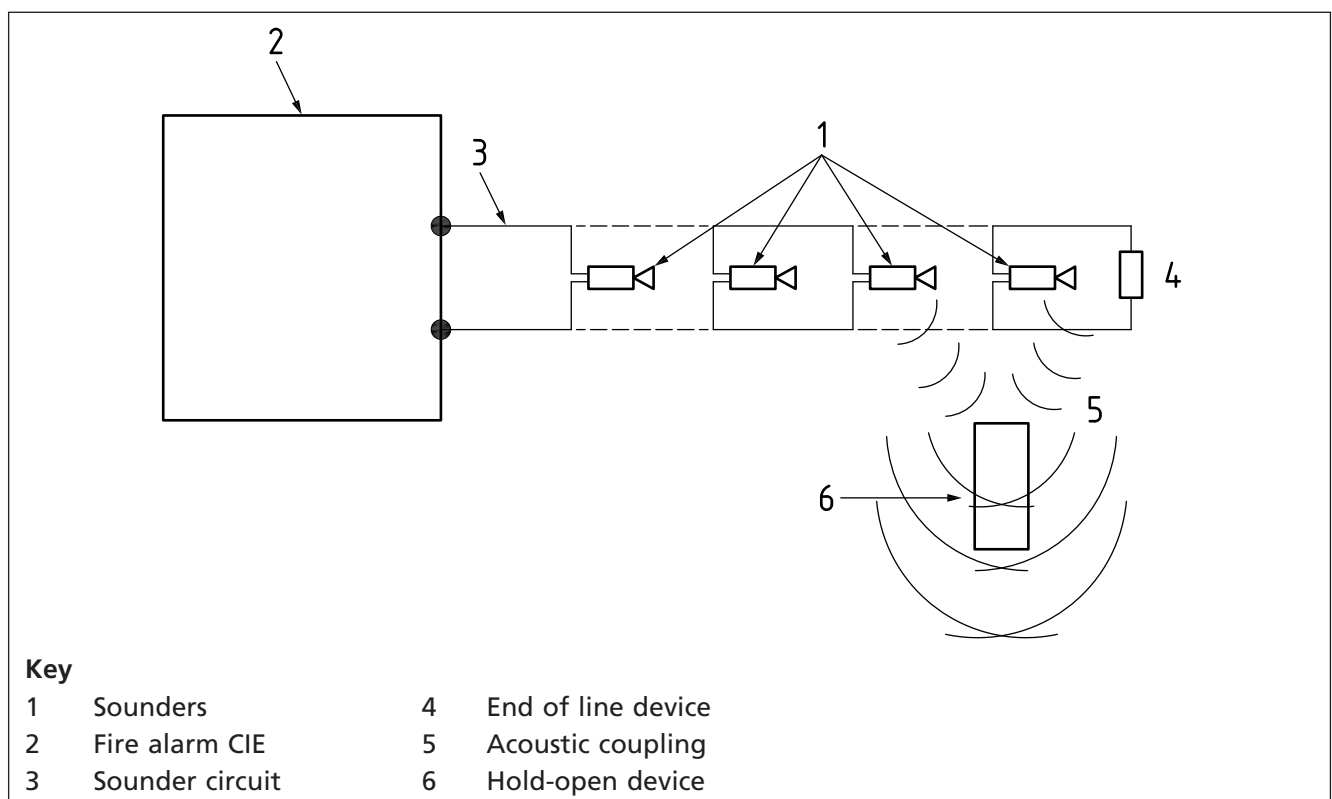 2
1
3
4
5
6
Key
1 Sounders 4 End of line device
2 Fire alarm CIE 5 Acoustic coupling
3 Sounder circuit 6 Hold-open device